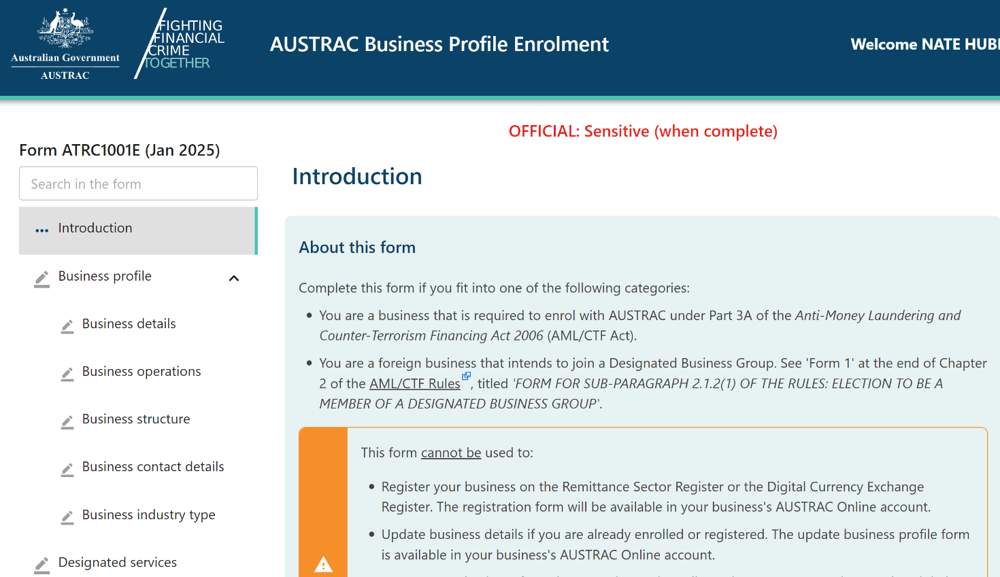 Australian Government
AUSTRAC
FIGHTING
FINANCIAL
CRIME
TOGETHER
AUSTRAC Business Profile Enrolment
Welcome NATE
OFFICIAL: Sensitive (when complete)
Form ATRC1001E (Jan 2025)
Search in the form
Introduction
Business profile
Business details
Business operations
Business structure
Business contact details
Business industry type
Designated services
Introduction
About this form
Complete this form if you fit into one of the following categories:
• You are a business that is required to enrol with AUSTRAC under Part 3A of the Anti-Money Laundering and
Counter-Terrorism Financing Act 2006 (AML/CTF Act).
• You are a foreign business that intends to join a Designated Business Group. See 'Form 1' at the end of Chapter
2 of the AML/CTF Rules, titled 'FORM FOR SUB-PARAGRAPH 2.1.2(1) OF THE RULES: ELECTION TO BE A
MEMBER OF A DESIGNATED BUSINESS GROUP'.
This form cannot be used to:
• Register your business on the Remittance Sector Register or the Digital Currency Exchange
Register. The registration form will be available in your business's AUSTRAC Online account.
• Update business details if you are already enrolled or registered. The update business profile form
is available in your business's AUSTRAC Online account.